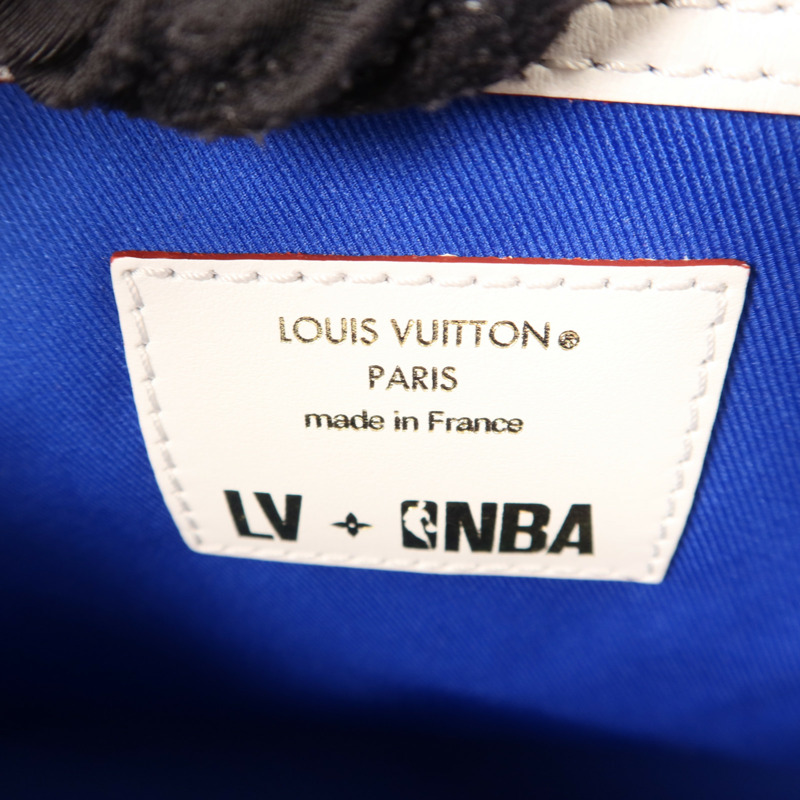 LOUIS VUITTON®
PARIS
made in France
LV + NBA